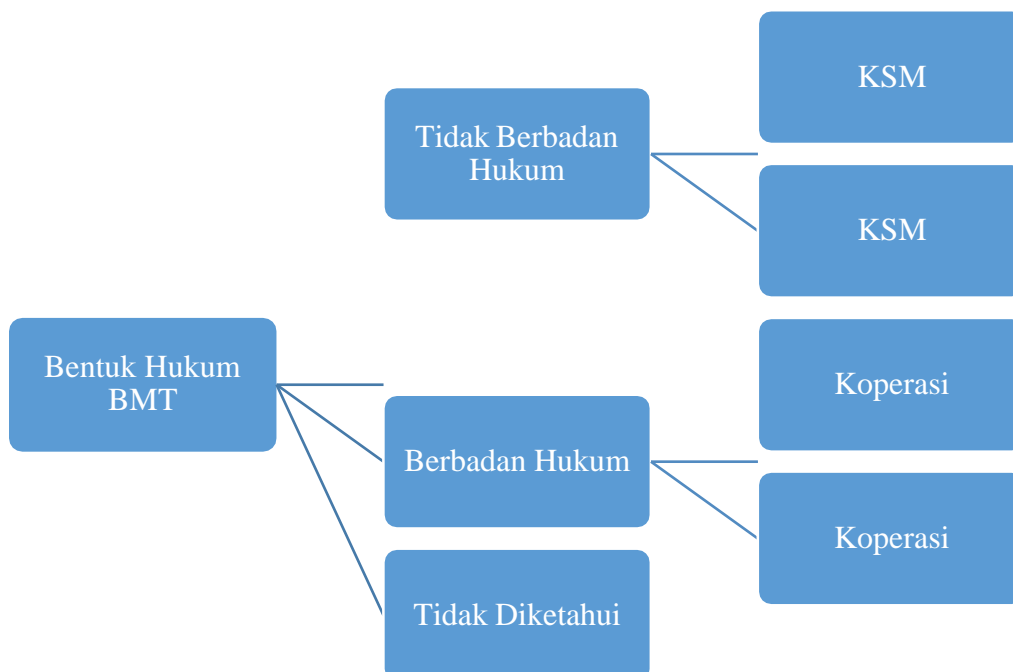 KSM
Tidak Berbadan
Hukum
KSM
Bentuk Hukum
BMT
Koperasi
Berbadan Hukum
Koperasi
Tidak Diketahui